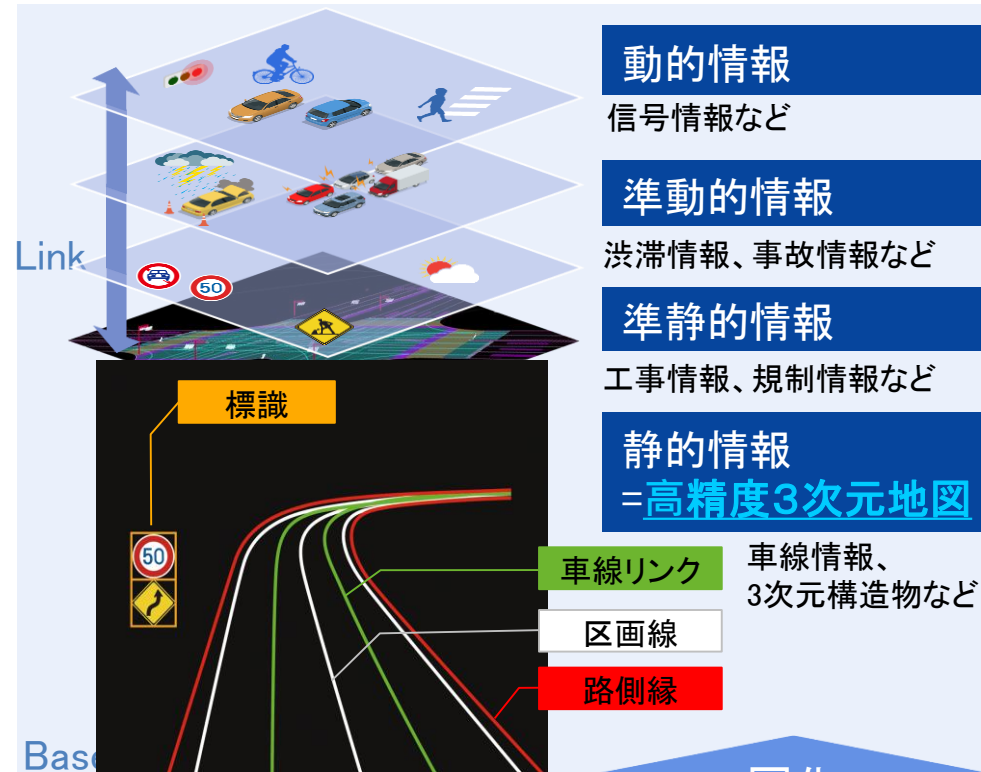 動的情報
信号情報など
準動的情報
渋滞情報、事故情報など
Link
50
準静的情報
工事情報、規制情報など
標識
静的情報
=高精度3次元地図
50
車線リンク
車線情報、
3次元構造物など
区画線
路側縁